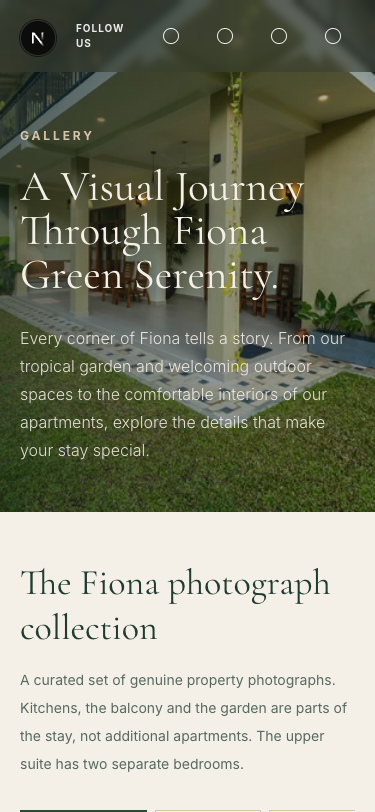 N
FOLLOW
US
GALLERY
A Visual Journey
Through Fiona
Green Serenity.
Every corner of Fiona tells a story. From our
tropical garden and welcoming outdoor
spaces to the comfortable interiors of our
apartments, explore the details that make
your stay special.
The Fiona photograph
collection
A curated set of genuine property photographs.
Kitchens, the balcony and the garden are parts of
the stay, not additional apartments. The upper
suite has two separate bedrooms.